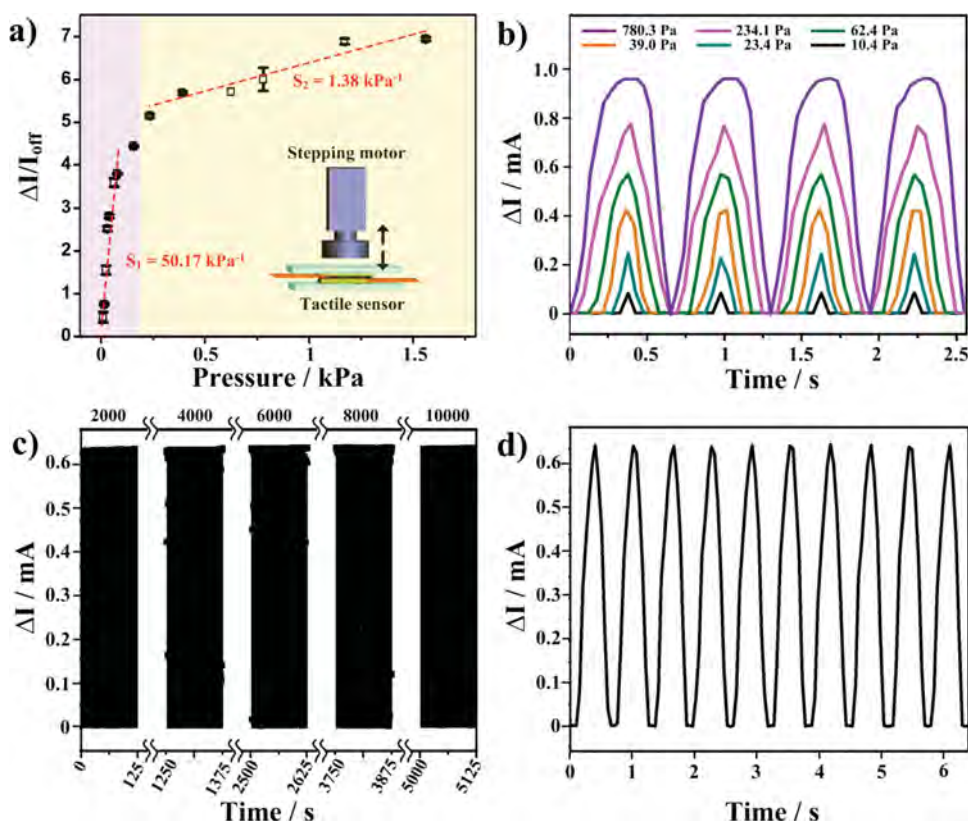 a)
ΔI/Ioff
7
6
5
4
3
2
1
0
S₂ = 1.38 kPa⁻¹
Stepping motor
S₁ = 50.17 kPa⁻¹
Tactile sensor
0 0.5 1 1.5
Pressure / kPa
b)
780.3 Pa 234.1 Pa 62.4 Pa
39.0 Pa 23.4 Pa 10.4 Pa
ΔI / mA
1.0
0.8
0.6
0.4
0.2
0
0 0.5 1 1.5 2 2.5
Time / s
c)
2000 4000 6000 8000 10000
ΔI / mA
0.6
0.5
0.4
0.3
0.2
0.1
0
0 125 1250 1375 2500 2625 3750 3875 5000 5125
Time / s
d)
ΔI / mA
0.6
0.5
0.4
0.3
0.2
0.1
0
0 1 2 3 4 5 6
Time / s